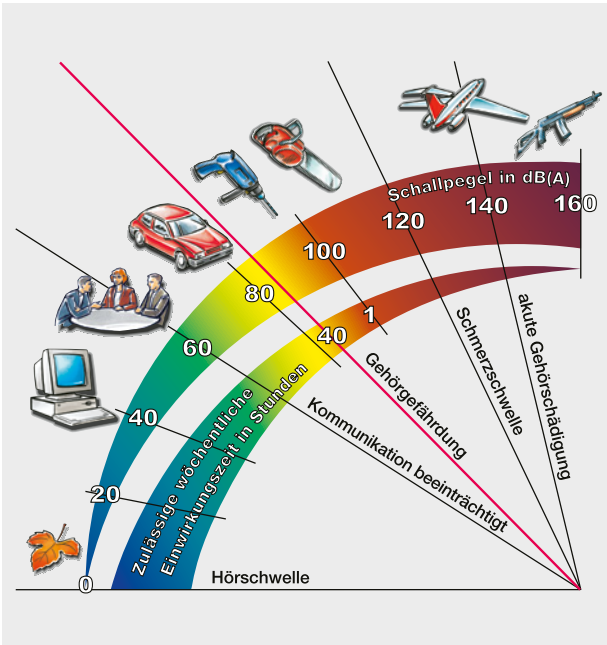 Schallpegel in dB(A)
0
20
40
60
80
100
120
140
160
Zulässige wöchentliche
Einwirkungszeit in Stunden
40
1
Hörschwelle
Kommunikation beeinträchtigt
Gehörgefährdung
Schmerzschwelle
akute Gehörschädigung